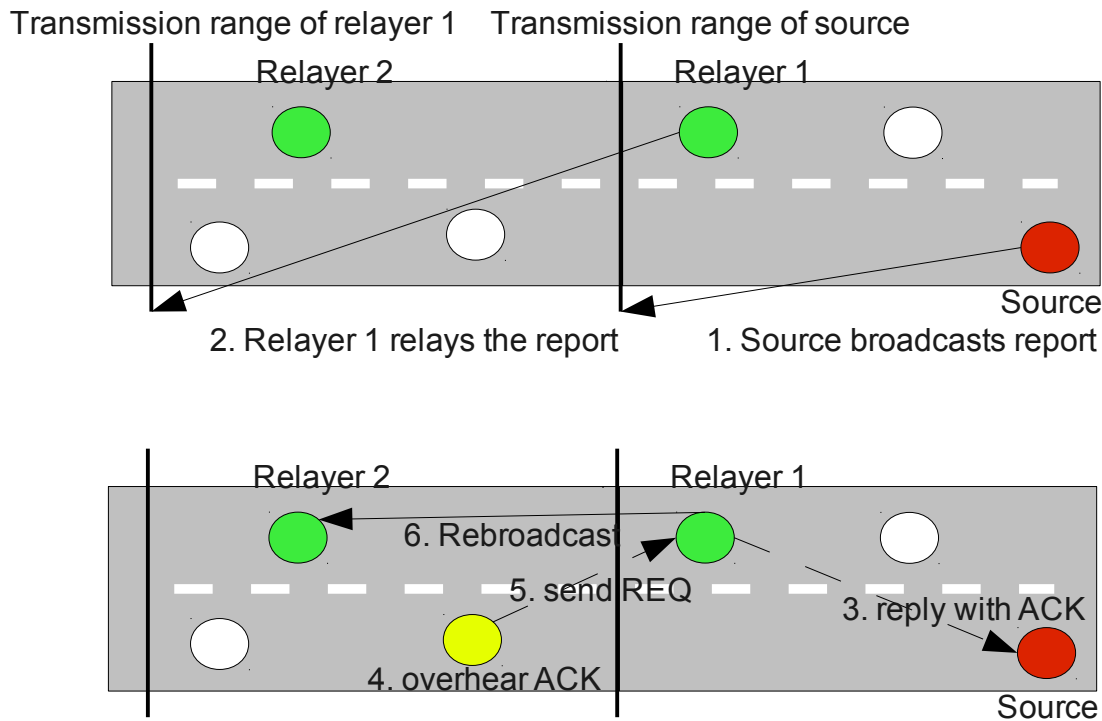 Transmission range of relayer 1
Transmission range of source
Relayer 2
Relayer 1
Source
2. Relayer 1 relays the report
1. Source broadcasts report
Relayer 2
Relayer 1
6. Rebroadcast
5. send REQ
3. reply with ACK
4. overhear ACK
Source